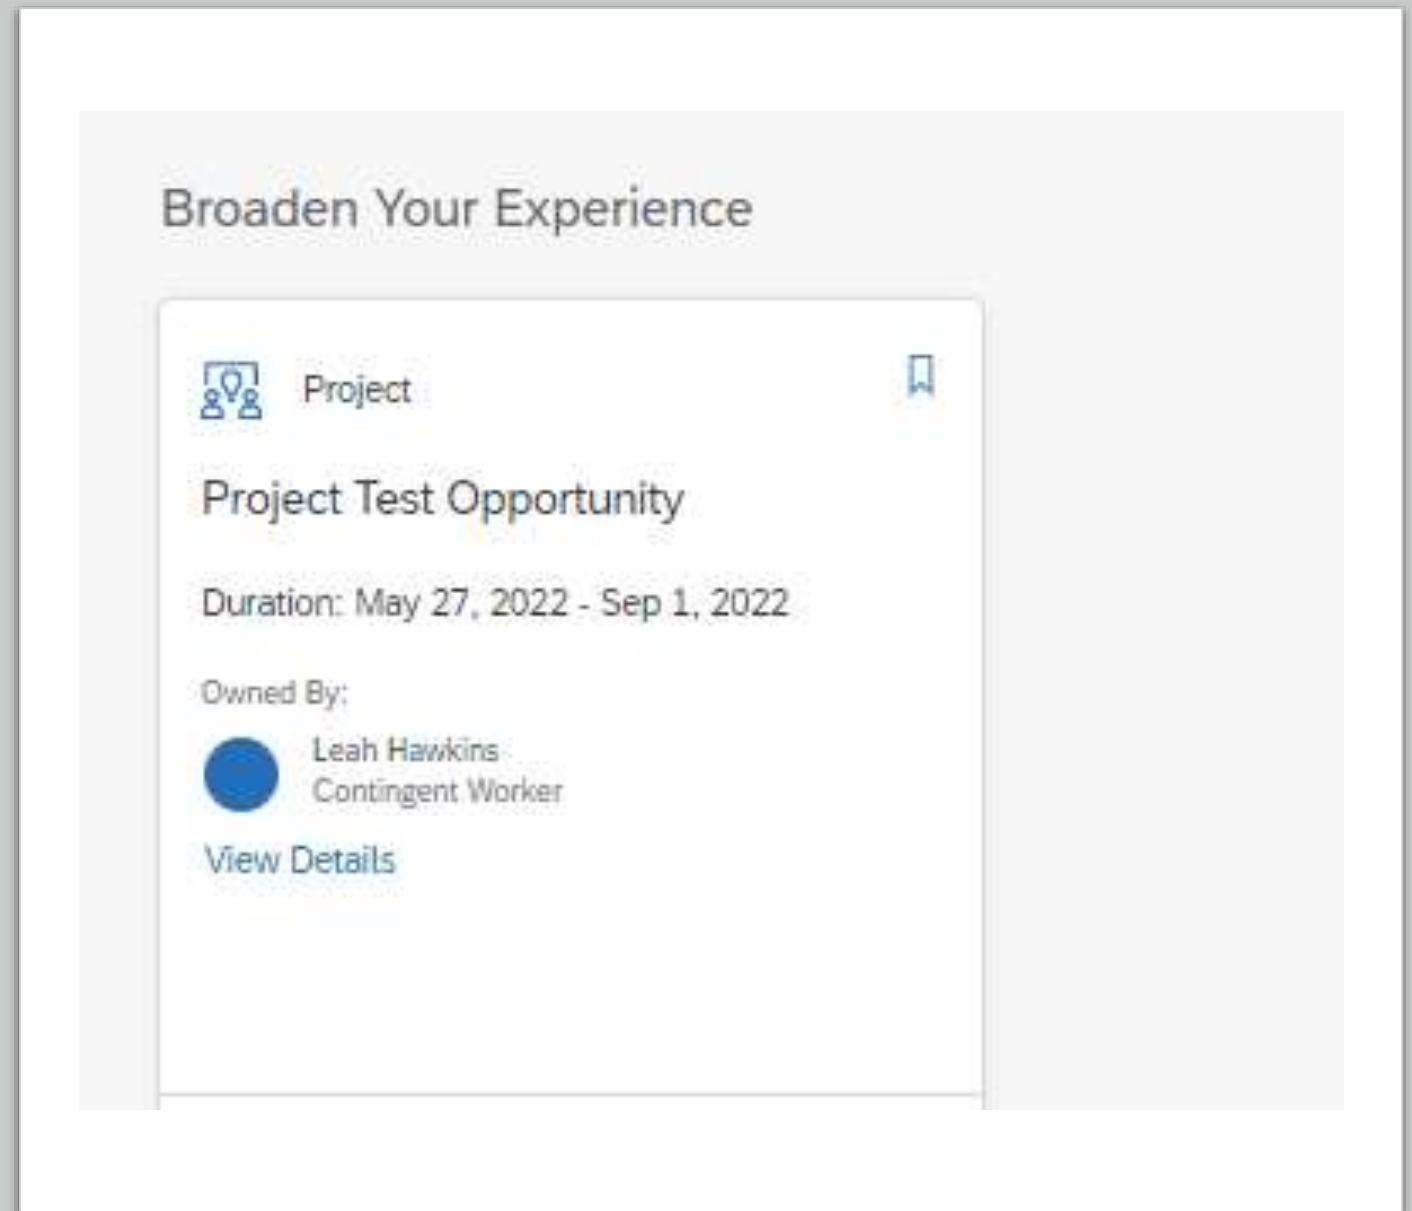 Broaden Your Experience
Project
Project Test Opportunity
Duration: May 27, 2022 - Sep 1, 2022
Owned By:
Leah Hawkins
Contingent Worker
View Details